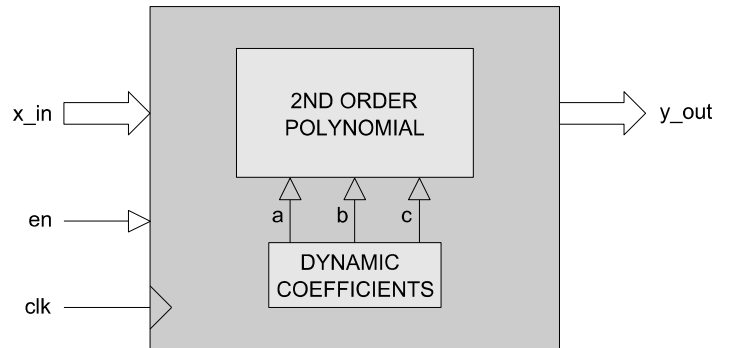 2ND ORDER
POLYNOMIAL
x_in
y_out
en
a
b
c
DYNAMIC
COEFFICIENTS
clk